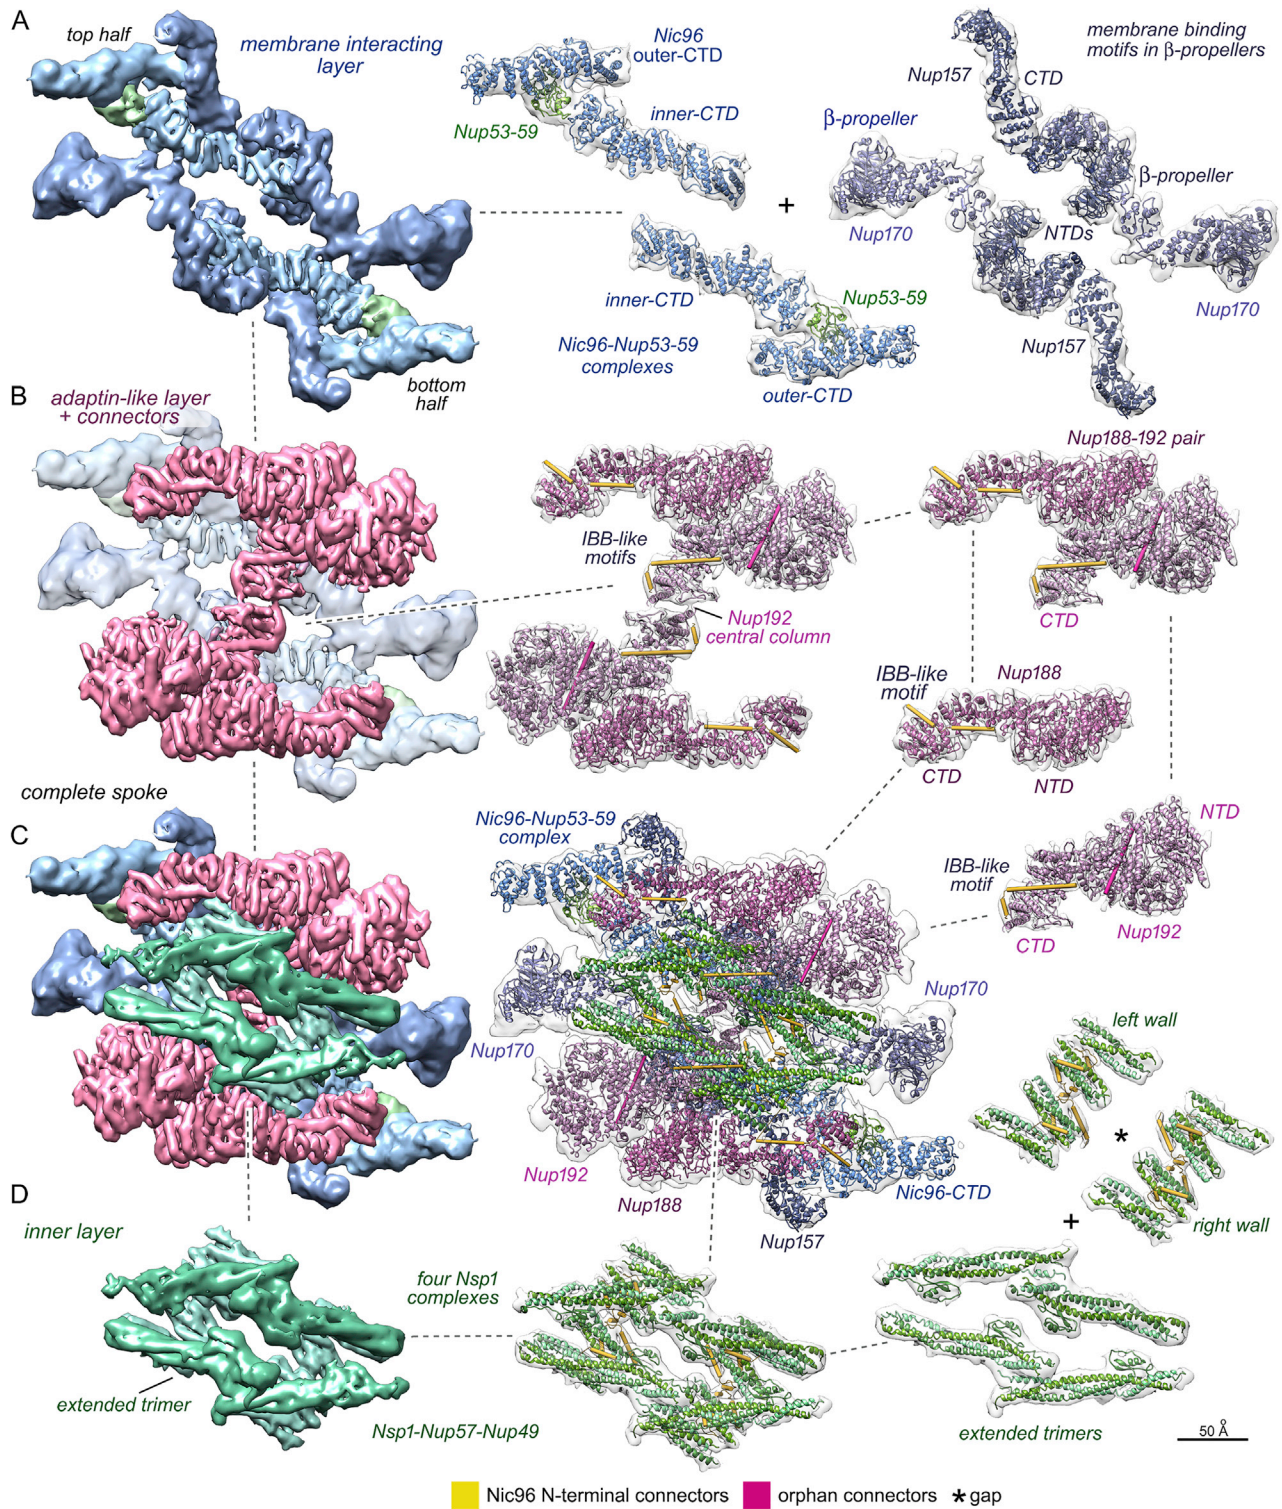 A
top half
membrane interacting
layer
Nic96
outer-CTD
inner-CTD
Nup53-59
membrane binding
motifs in β-propellers
Nup157
CTD
β-propeller
β-propeller
+
Nup170
NTDs
inner-CTD
Nup53-59
Nup170
Nic96-Nup53-59
complexes
Nup157
bottom
half
outer-CTD
B
adaptin-like layer
+ connectors
Nup188-192 pair
IBB-like
motifs
Nup192
central column
CTD
IBB-like
motif
Nup188
CTD
NTD
complete spoke
C
Nic96-Nup53-59
complex
NTD
IBB-like
motif
CTD
Nup192
Nup170
Nup170
left wall
*
Nup192
Nup188
Nic96-CTD
Nup157
right wall
+
D
inner layer
four Nsp1
complexes
extended trimer
Nsp1-Nup57-Nup49
extended trimers
50 Å
Nic96 N-terminal connectors
orphan connectors
* gap